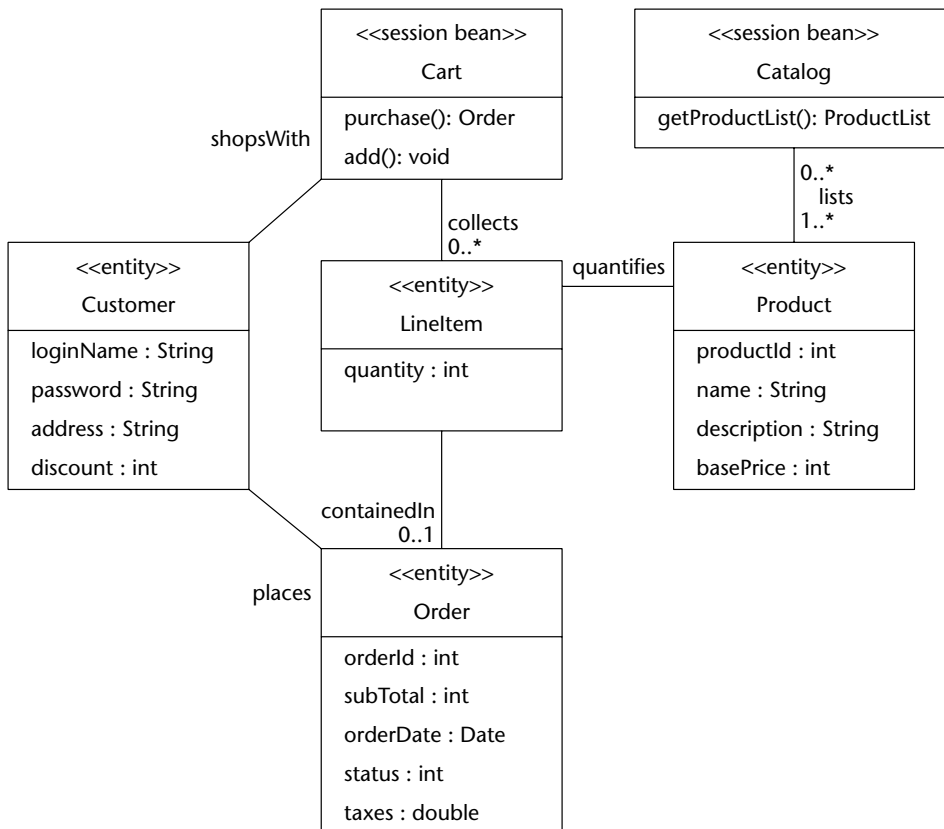 <<session bean>>
Cart
purchase(): Order
add(): void
<<session bean>>
Catalog
getProductList(): ProductList
shopsWith
collects
0..*
0..*
lists
1..*
<<entity>>
Customer
loginName : String
password : String
address : String
discount : int
<<entity>>
LineItem
quantity : int
quantifies
<<entity>>
Product
productId : int
name : String
description : String
basePrice : int
containedIn
0..1
places
<<entity>>
Order
orderId : int
subTotal : int
orderDate : Date
status : int
taxes : double